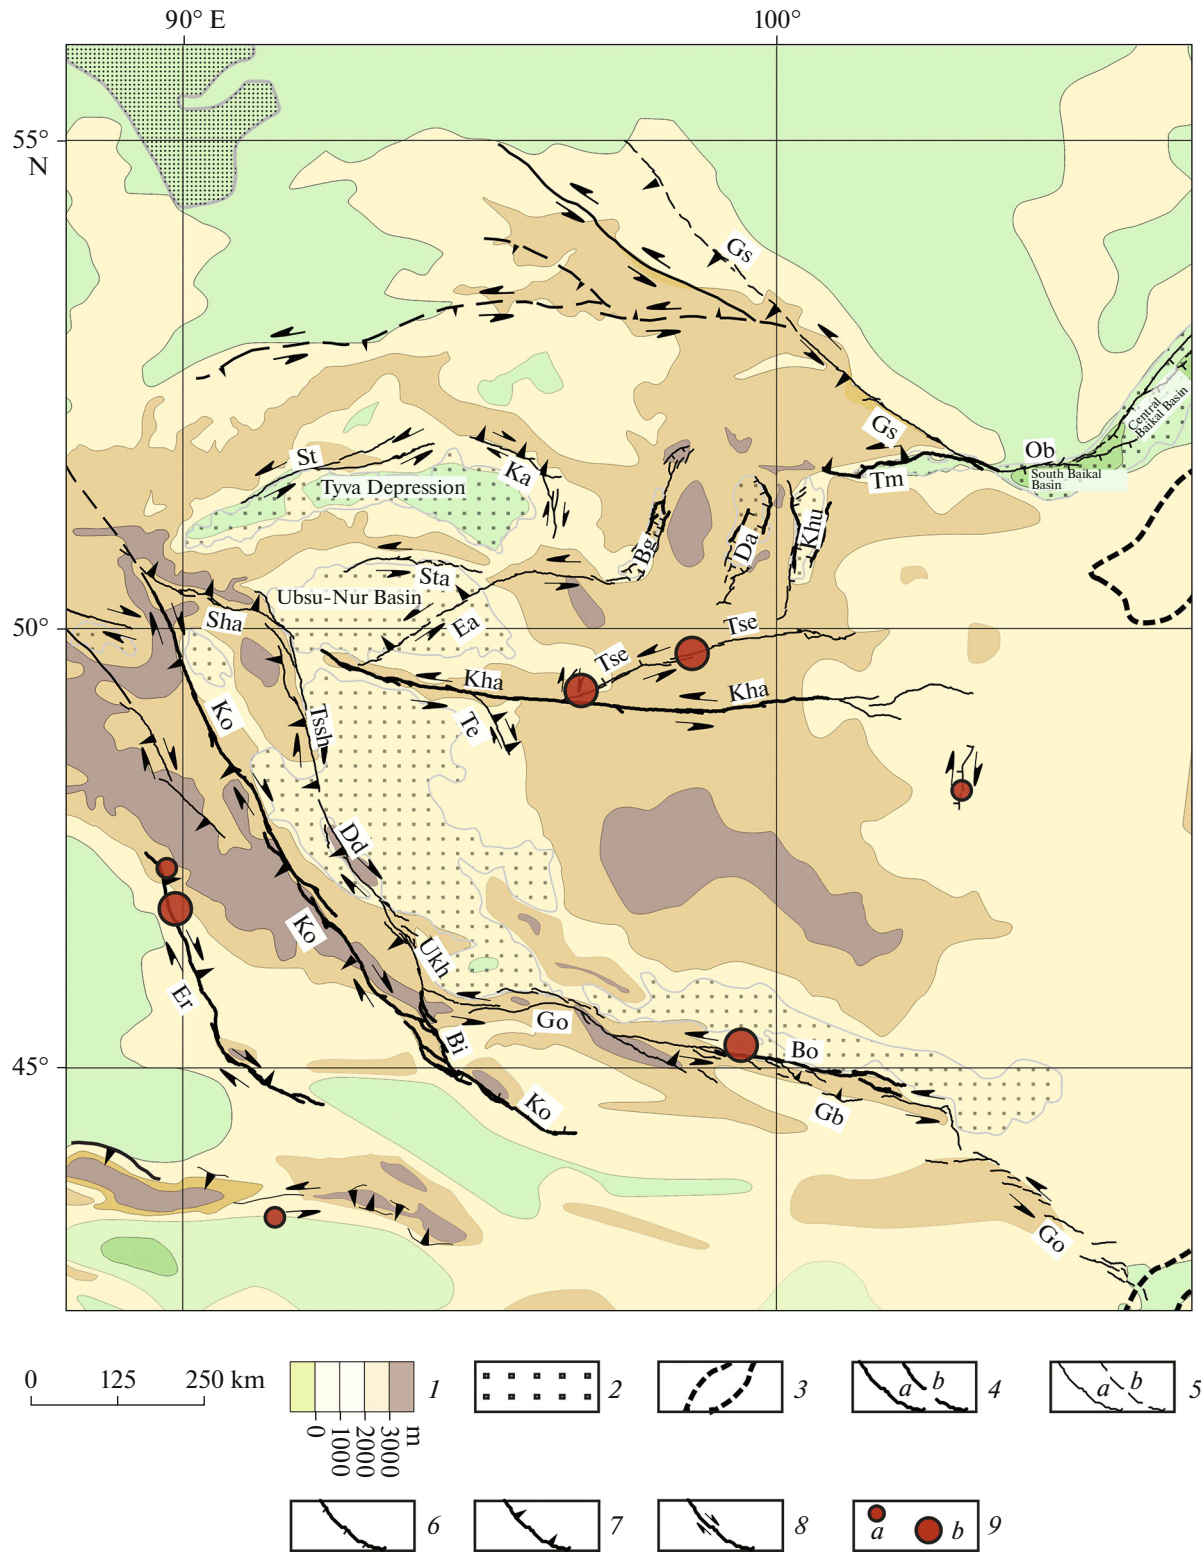 90° E 100°
55°
N
Gs
Gs
Central
Baikal Basin
Ob
South Baikal
Basin
Tm
St
Ka
Tyva Depression
Bg
Da
Khu
Sta
Ubsu-Nur Basin
Sha
Ea
50°
Tse
Tse
Kha
Kha
Ko
Tssh
Te
Dd
Ko
Ukh
Er
Go
Bi
Bo
45°
Ko
Gb
Go
0 125 250 km
1 2 3 a b 4 a b 5
0
1000
2000
3000
m
6 7 8 a b 9